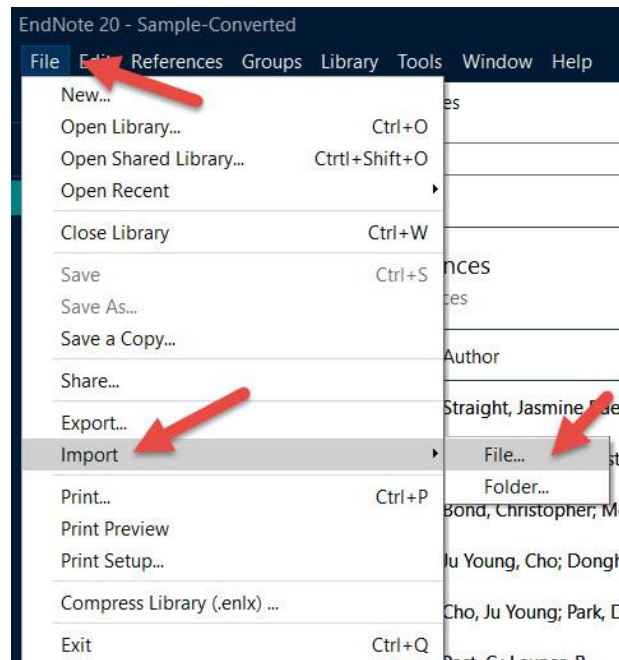 EndNote 20 - Sample-Converted
File Edit References Groups Library Tools Window Help
New...
es
Open Library... Ctrl+O
Open Shared Library... Ctrtl+Shift+O
Open Recent
Close Library Ctrl+W
nces
Save Ctrl+S
ces
Save As...
Save a Copy...
Author
Share...
Straight, Jasmine
Export...
Import
File...
Folder...
Print... Ctrl+P
Bond, Christopher; M
Print Preview
Print Setup...
Ju Young, Cho; Dongh
Compress Library (.enlx) ...
Cho, Ju Young; Park, D
Exit Ctrl+Q